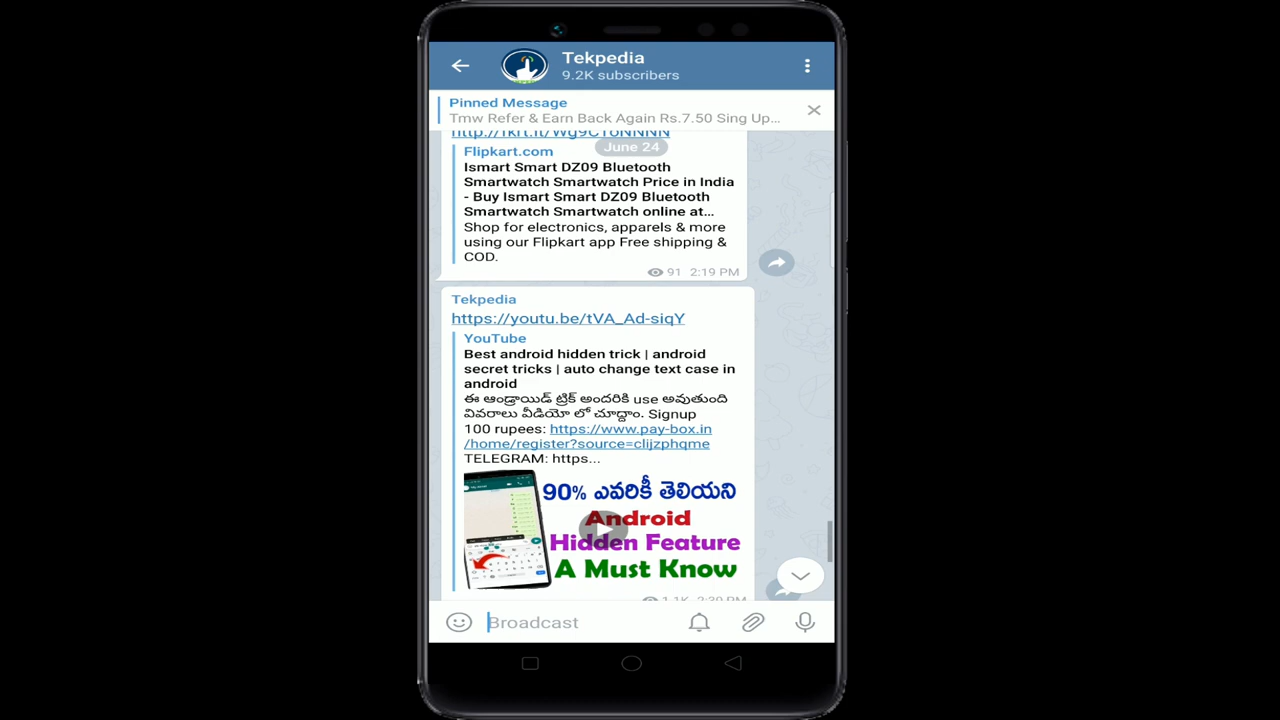 Tekpedia
9.2K subscribers
Pinned Message
Tmw Refer & Earn Back Again Rs.7.50 Sing Up...
June 24
Flipkart.com
Ismart Smart DZ09 Bluetooth
Smartwatch Smartwatch Price in India
- Buy Ismart Smart DZ09 Bluetooth
Smartwatch Smartwatch online at...
Shop for electronics, apparels & more
using our Flipkart app Free shipping &
COD.
91 2:19 PM
Tekpedia
https://youtu.be/tVA_Ad-siqY
YouTube
Best android hidden trick | android
secret tricks | auto change text case in
android
ఈ ఆండ్రాయిడ్ ట్రిక్ అందరికి use అవుతుంది
వివరాలు వీడియో లో చూద్దాం. Signup
100 rupees: https://www.pay-box.in
/home/register?source=clijzphqme
TELEGRAM: https...
90% ఎవరికీ తెలియని
Android
Hidden Feature
A Must Know
1.1K 2:39 PM
Broadcast